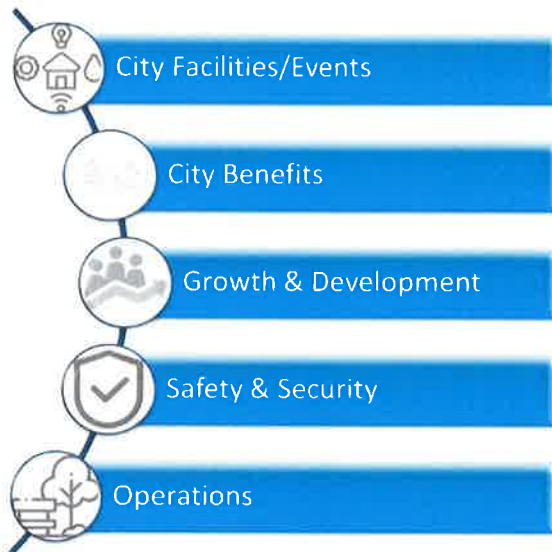 City Facilities/Events
City Benefits
Growth & Development
Safety & Security
Operations